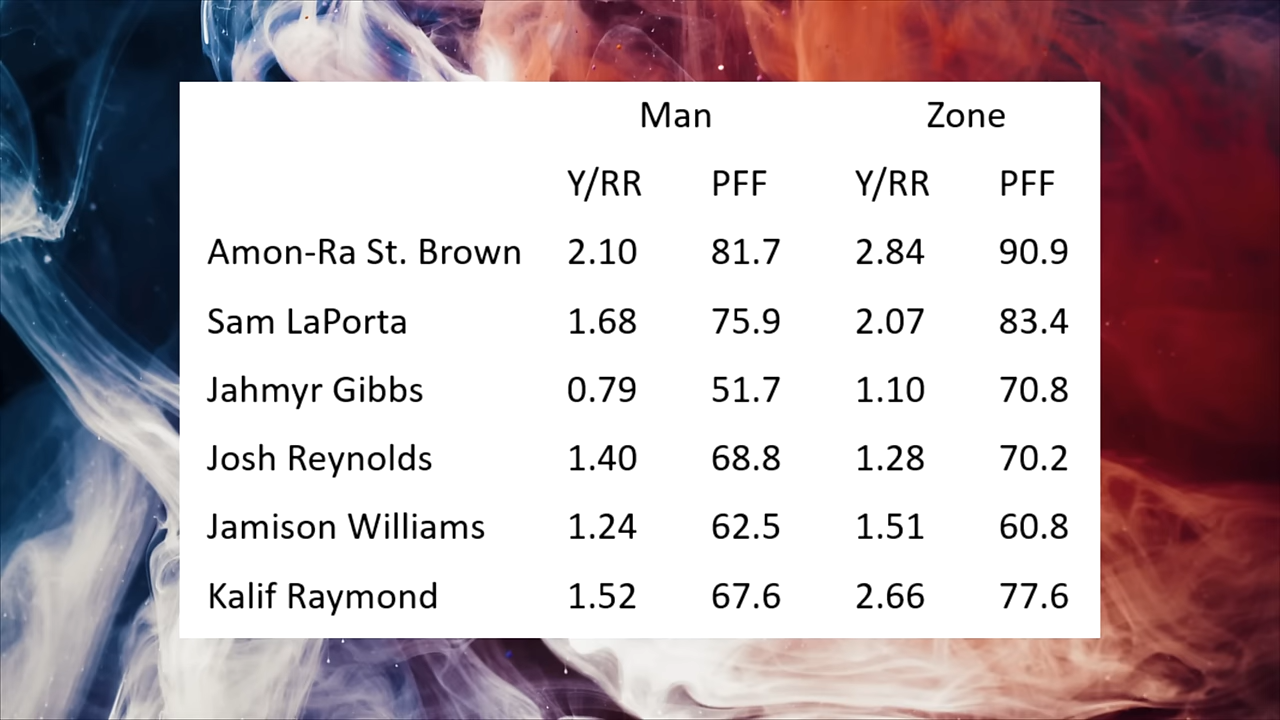 Man Zone
Y/RR PFF Y/RR PFF
Amon-Ra St. Brown 2.10 81.7 2.84 90.9
Sam LaPorta 1.68 75.9 2.07 83.4
Jahmyr Gibbs 0.79 51.7 1.10 70.8
Josh Reynolds 1.40 68.8 1.28 70.2
Jamison Williams 1.24 62.5 1.51 60.8
Kalif Raymond 1.52 67.6 2.66 77.6